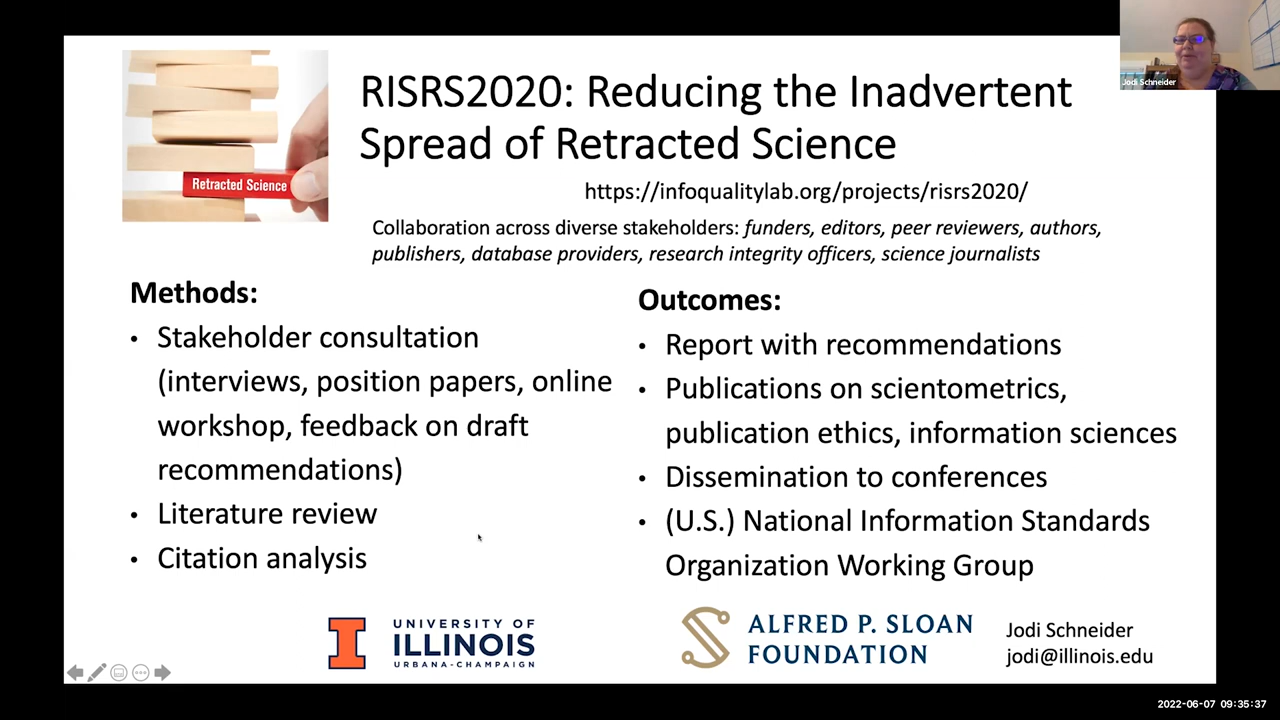 Jodi Schneider
RISRS2020: Reducing the Inadvertent
Spread of Retracted Science
Retracted Science
https://infoqualitylab.org/projects/risrs2020/
Collaboration across diverse stakeholders: funders, editors, peer reviewers, authors,
publishers, database providers, research integrity officers, science journalists
Methods:
• Stakeholder consultation
(interviews, position papers, online
workshop, feedback on draft
recommendations)
• Literature review
• Citation analysis
Outcomes:
• Report with recommendations
• Publications on scientometrics,
publication ethics, information sciences
• Dissemination to conferences
• (U.S.) National Information Standards
Organization Working Group
UNIVERSITY OF
ILLINOIS
URBANA-CHAMPAIGN
ALFRED P. SLOAN
FOUNDATION
Jodi Schneider
jodi@illinois.edu
2022-06-07 09:35:37